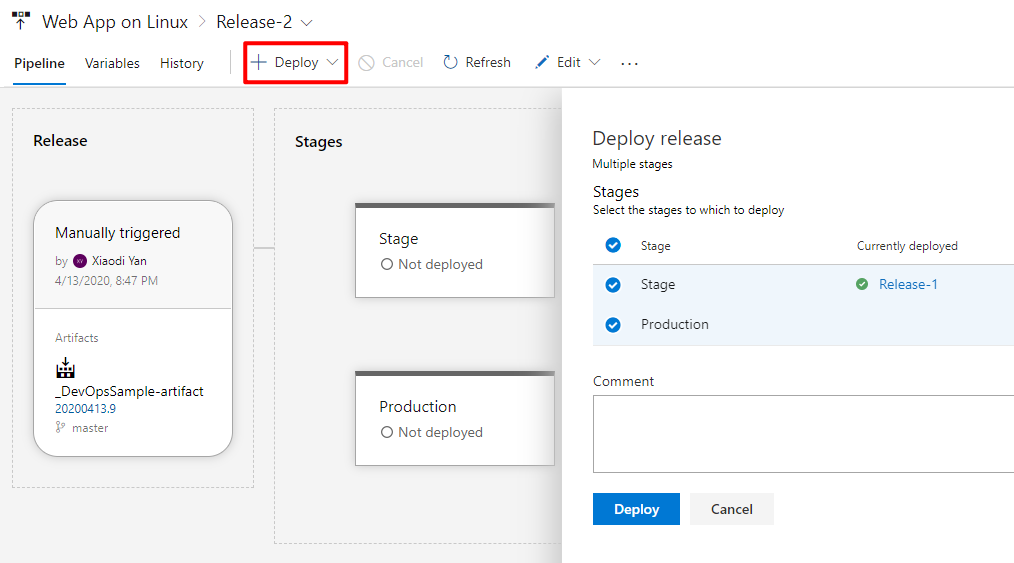 Web App on Linux > Release-2
Pipeline Variables History + Deploy Cancel Refresh Edit ...
Release
Manually triggered
by KY Xiaodi Yan
4/13/2020, 8:47 PM
Artifacts
_DevOpsSample-artifact
20200413.9
master
Stages
Stage
Not deployed
Production
Not deployed
Deploy release
Multiple stages
Stages
Select the stages to which to deploy
Stage Currently deployed
Stage Release-1
Production
Comment
Deploy Cancel